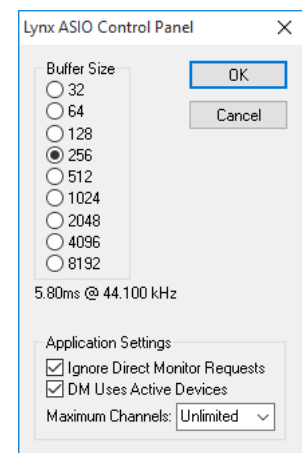 Lynx ASIO Control Panel
Buffer Size
32
64
128
256
512
1024
2048
4096
8192
OK
Cancel
5.80ms @ 44.100 kHz
Application Settings
Ignore Direct Monitor Requests
DM Uses Active Devices
Maximum Channels: Unlimited